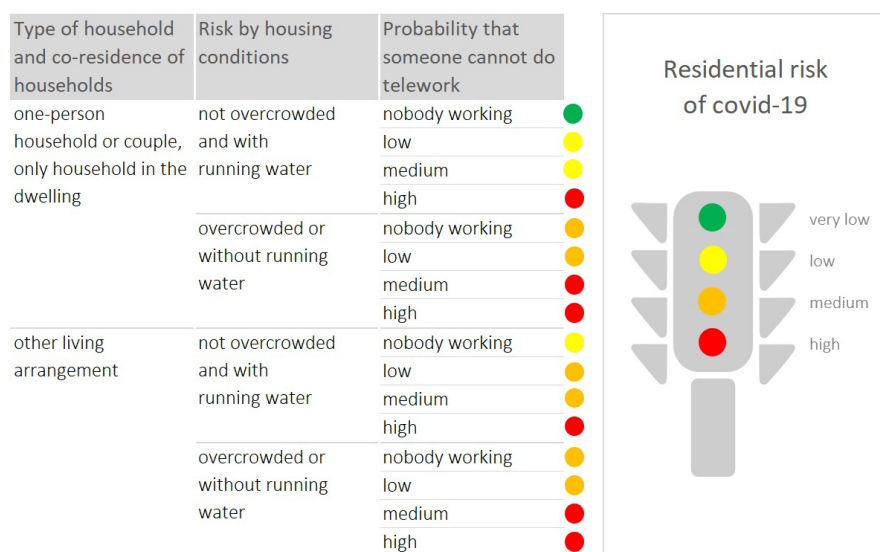 Type of household
and co-residence of
households
Risk by housing
conditions
Probability that
someone cannot do
telework
one-person
household or couple,
only household in the
dwelling
not overcrowded
and with
running water
nobody working
low
medium
high
overcrowded or
without running
water
nobody working
low
medium
high
other living
arrangement
not overcrowded
and with
running water
nobody working
low
medium
high
overcrowded or
without running
water
nobody working
low
medium
high
Residential risk
of covid-19
very low
low
medium
high